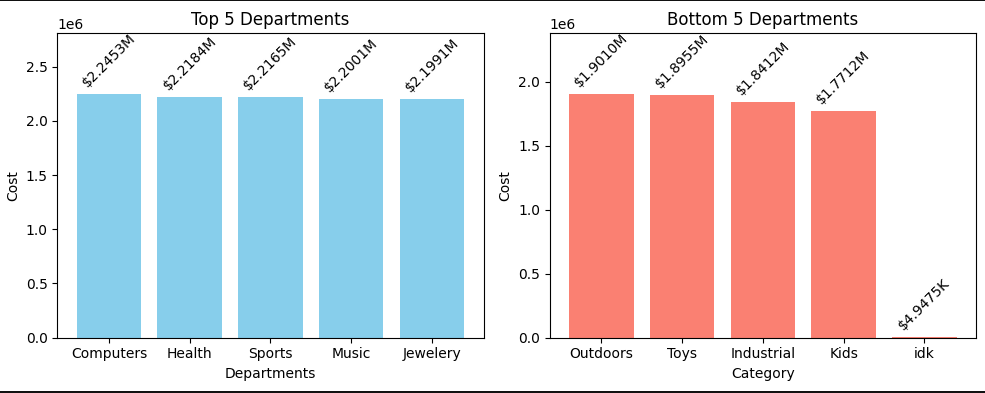 Top 5 Departments
1e6
$2.2453M
$2.2184M
$2.2165M
$2.2001M
$2.1991M
2.5
2.0
1.5
1.0
0.5
0.0
Cost
Computers
Health
Sports
Music
Jewelery
Departments
Bottom 5 Departments
1e6
$1.9010M
$1.8955M
$1.8412M
$1.7712M
$4.9475K
2.0
1.5
1.0
0.5
0.0
Cost
Outdoors
Toys
Industrial
Kids
idk
Category